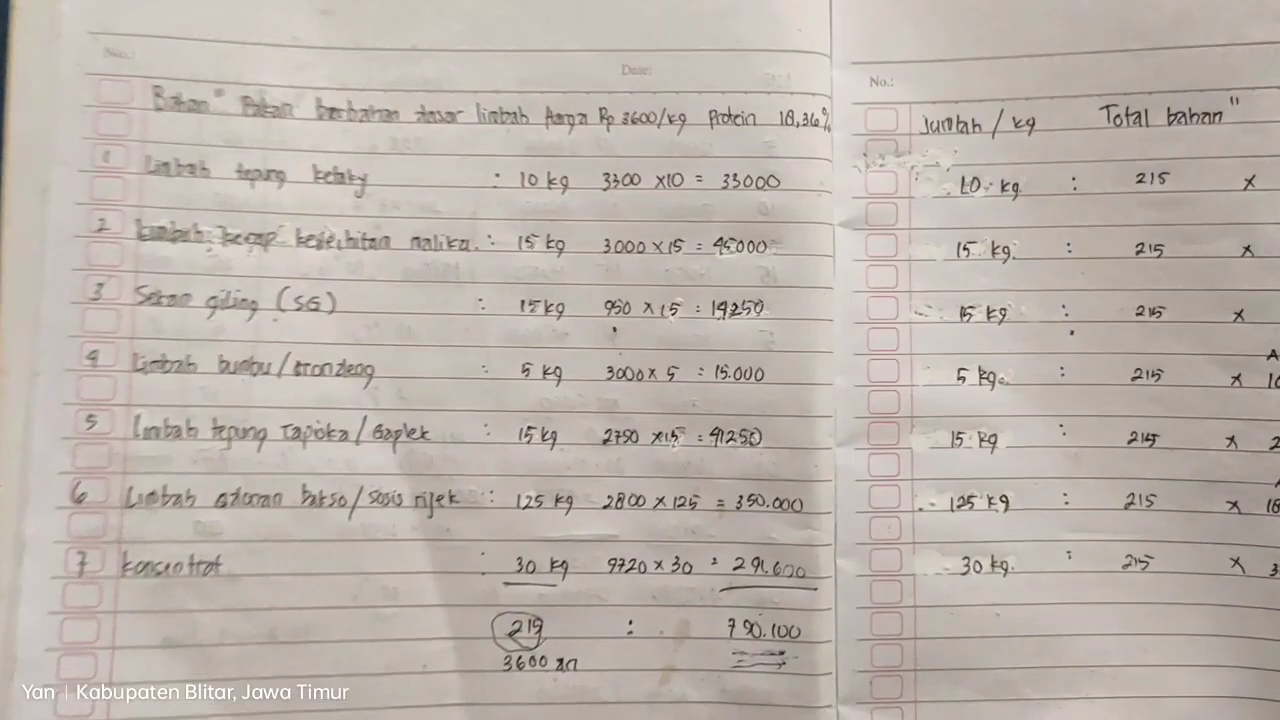 No.:
Date:
Bahan" Pakan berbahan dasar limbah Harga Rp 3600/kg Protein 18,36%
1 Limbah tepung ketaky : 10 kg 3300 x10 = 33000
2 Limbah kecap kedelhitan malika. : 15 kg 3000 x 15 = 45000
3 Sekam giling (SG) : 15 kg 950 x 15 : 14250
4 Limbah bumbu/srondeng : 5 kg 3000 x 5 : 15.000
5 Limbah tepung Tapioka/Gaplek : 15 kg 2750 x15 = 41250
6 Limbah adonan bakso/sosis rijek : 125 kg 2800 x 125 = 350.000
7 konsentrat : 30 kg 9720 x 30 = 291.600
215 : 790.100
3600 an
No.:
Jumlah / kg Total bahan"
10 kg : 215 x
15 kg. : 215 x
15 kg : 215 x
5 kg. : 215 x
15 kg : 215 x
125 kg : 215 x
30 kg. : 215 x
Yan | Kabupaten Blitar, Jawa Timur